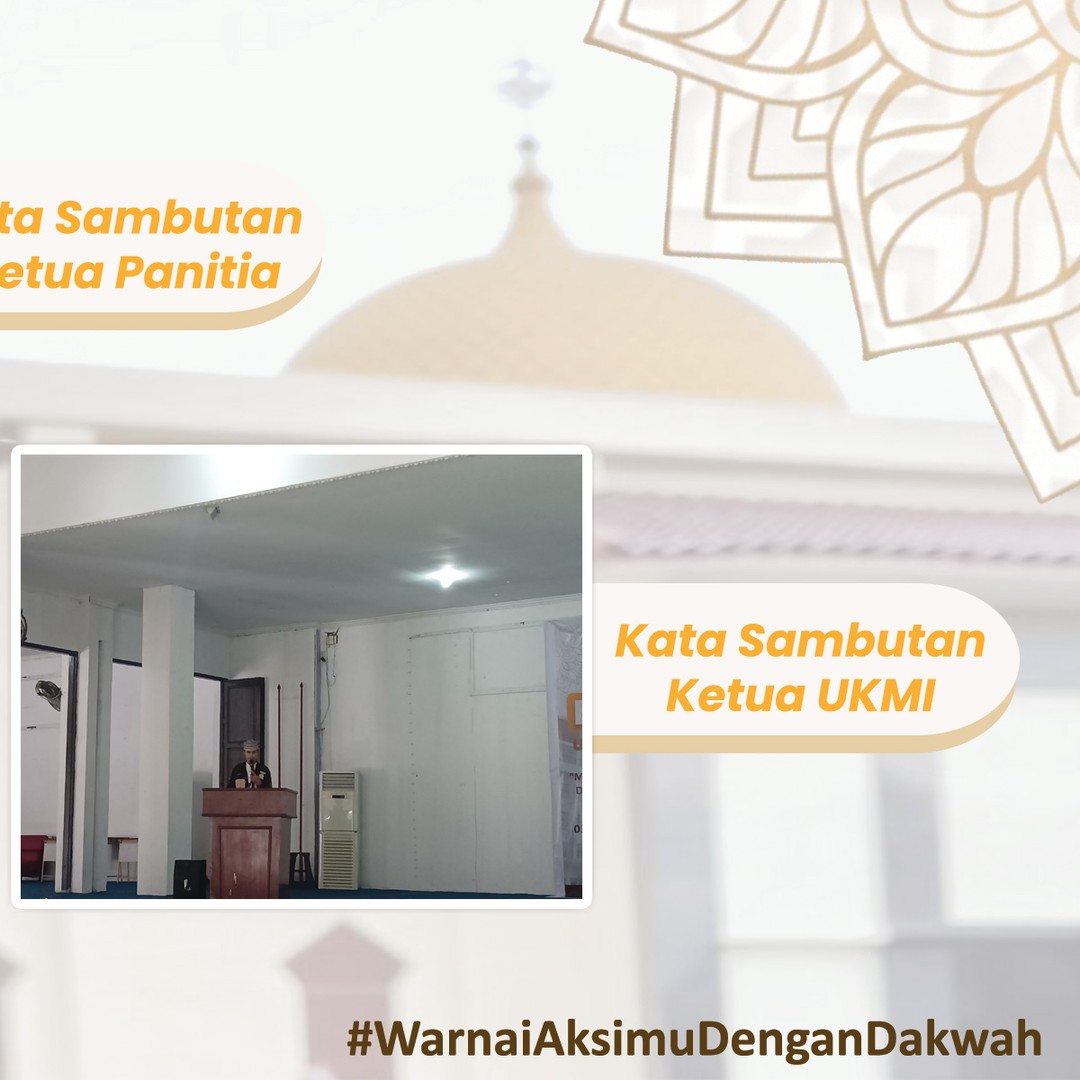 ta Sambutan
etua Panitia
Kata Sambutan
Ketua UKMI
#WarnaiAksimuDenganDakwah